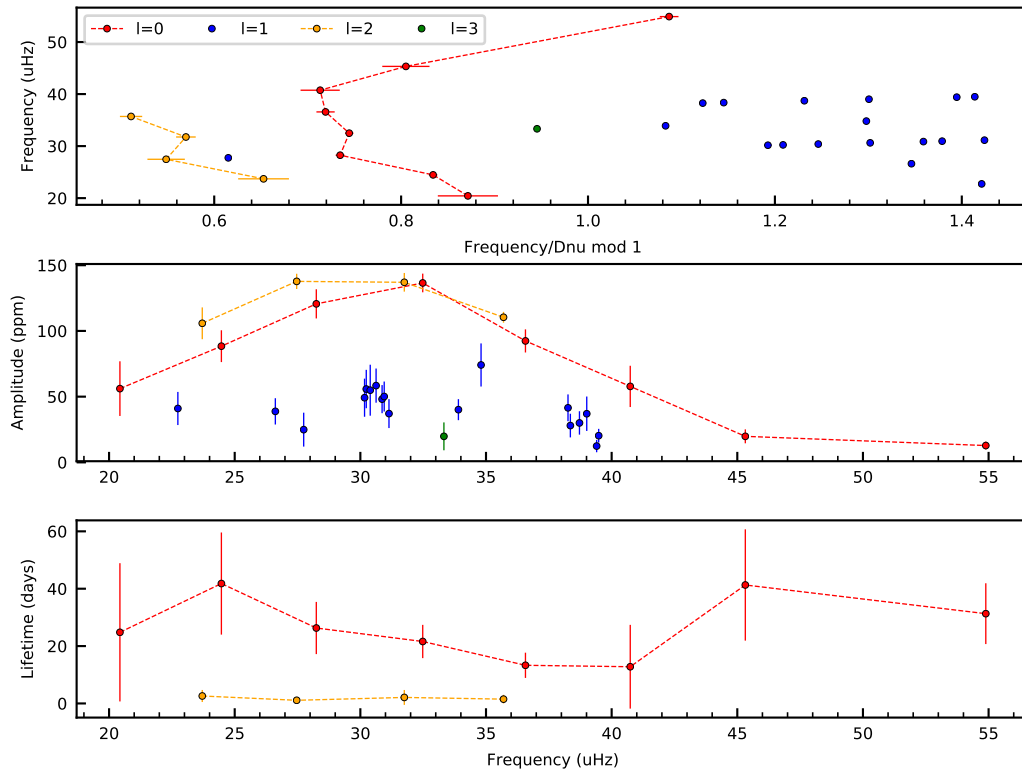 l=0 l=1 l=2 l=3
Frequency (uHz)
50
40
30
20
0.6 0.8 1.0 1.2 1.4
Frequency/Dnu mod 1
Amplitude (ppm)
150
100
50
0
20 25 30 35 40 45 50 55
Lifetime (days)
60
40
20
0
20 25 30 35 40 45 50 55
Frequency (uHz)